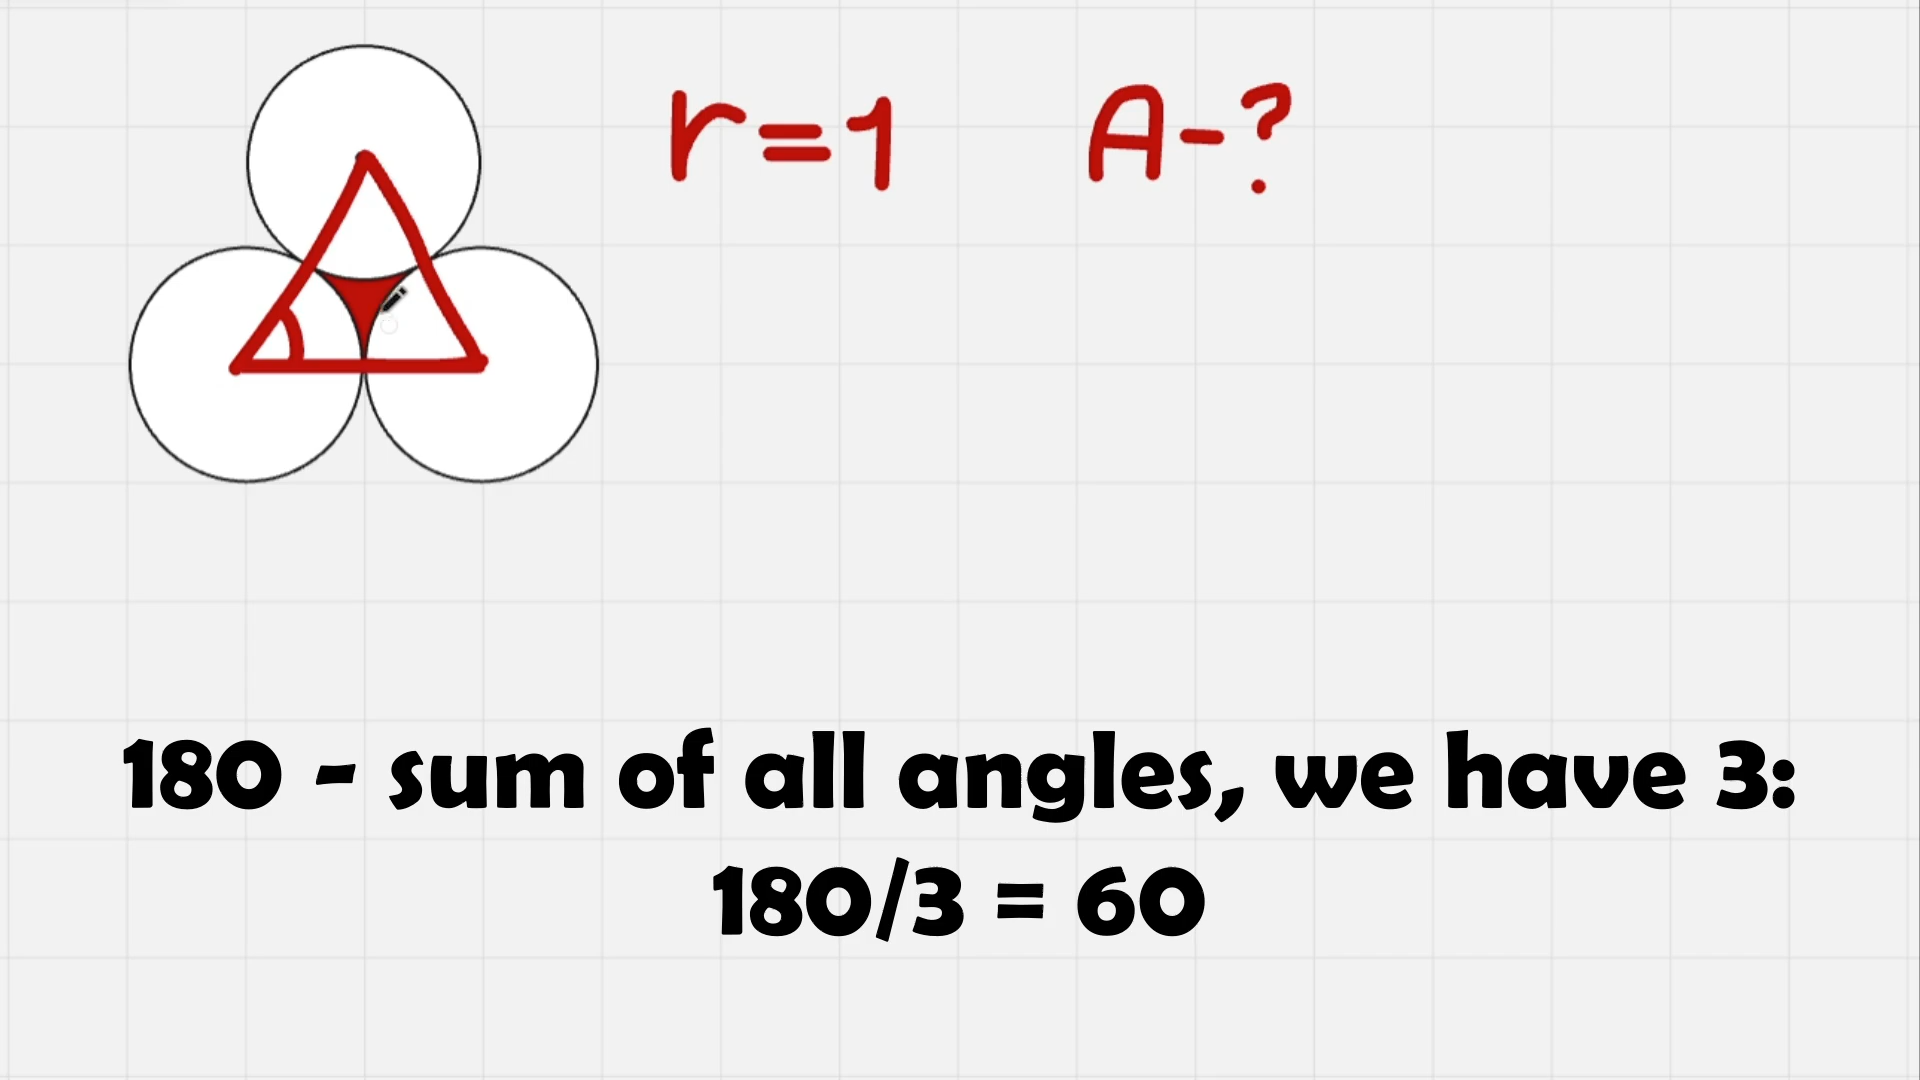 r=1 A-?
180 - sum of all angles, we have 3:
180/3 = 60